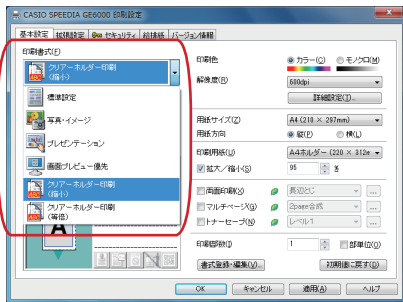 CASIO SPEEDIA GE6000 印刷設定
基本設定 拡張設定 セキュリティ 給排紙 バージョン情報
印刷書式(F)
クリアーホルダー印刷
(縮小)
標準設定
写真・イメージ
プレゼンテーション
画面プレビュー優先
クリアーホルダー印刷
(縮小)
クリアーホルダー印刷
(等倍)
印刷色
カラー(O) モノクロ(M)
解像度(R)
600dpi
詳細設定(T)...
用紙サイズ(Z)
A4 (210 × 297mm)
用紙方向
縦(P) 横(L)
印刷用紙(U)
A4ホルダー (220 × 312m
拡大/縮小(S)
95 %
両面印刷(X)
長辺とじ
...
マルチページ(G)
2page合成
...
トナーセーブ(N)
レベル1
...
印刷部数(I)
1
部単位(Q)
書式登録・編集(V)...
初期値に戻す(D)
OK キャンセル 適用(A) ヘルプ